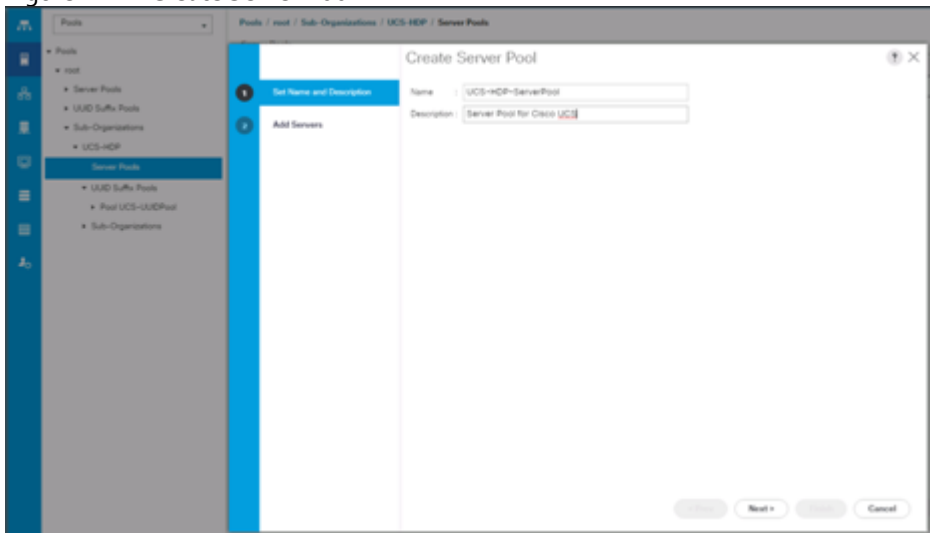 Pools
Pools / root / Sub-Organizations / UCS-HDP / Server Pools
Pools
root
Server Pools
UUID Suffix Pools
Sub-Organizations
UCS-HDP
Server Pools
UUID Suffix Pools
Pool UCS-UUIDPool
Sub-Organizations
Create Server Pool
? ×
1 Set Name and Description
2 Add Servers
Name : UCS-HDP-ServerPool
Description : Server Pool for Cisco UCS
Next >
Cancel